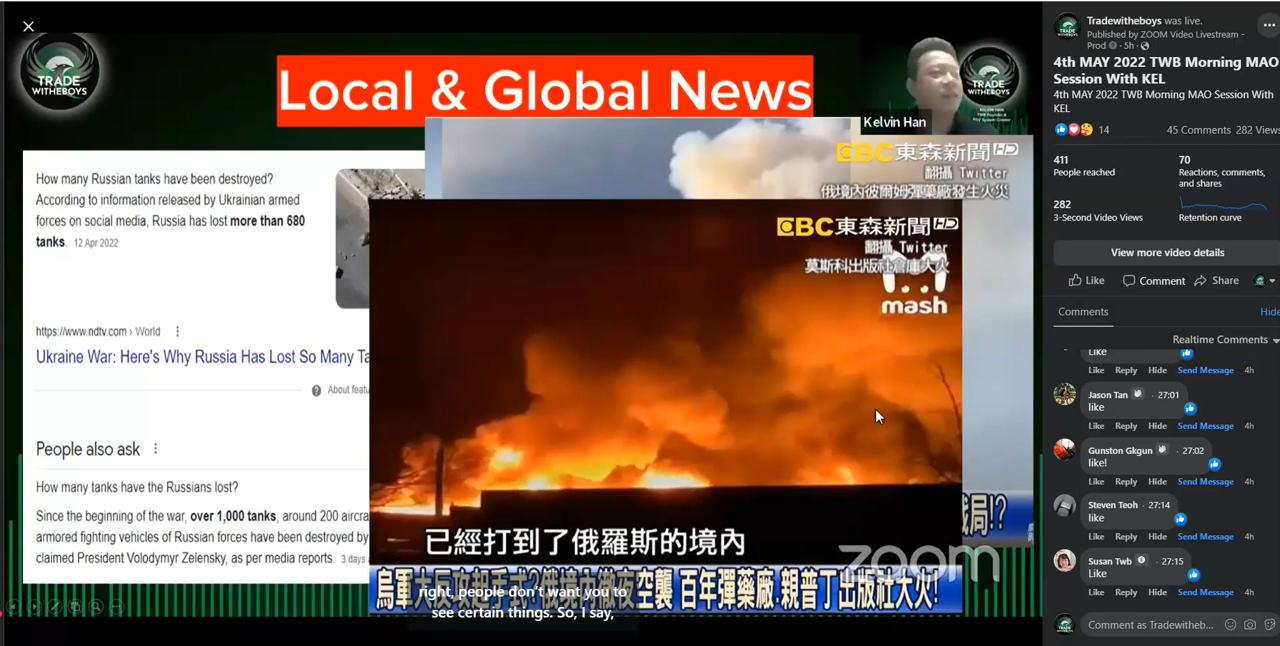 TRADE
WITHEBOYS
Local & Global News
TRADE
WITHEBOYS
Kelvin Han
How many Russian tanks have been destroyed?
According to information released by Ukrainian armed
forces on social media, Russia has lost more than 680
tanks. 12 Apr 2022
https://www.ndtv.com › World
Ukraine War: Here's Why Russia Has Lost So Many Ta
About featu
People also ask
How many tanks have the Russians lost?
Since the beginning of the war, over 1,000 tanks, around 200 aircra
armored fighting vehicles of Russian forces have been destroyed by
claimed President Volodymyr Zelensky, as per media reports. 3 days
EBC東森新聞HD
翻攝 Twitter
俄境內彼爾姆彈藥廠發生火災
EBC東森新聞HD
翻攝 Twitter
莫斯科出版社倉庫大火
mash
局!?
已經打到了俄羅斯的境內
zoom
烏軍大反攻起手式?俄境內徹夜空襲 百年彈藥廠.親普丁出版社大火!
right, people don't want you to
see certain things. So, I say,
Tradewitheboys was live.
Published by ZOOM Video Livestream -
Prod · 5h ·
4th MAY 2022 TWB Morning MAO
Session With KEL
4th MAY 2022 TWB Morning MAO Session With
KEL
14 45 Comments 282 Views
411
People reached
70
Reactions, comments,
and shares
282
3-Second Video Views
Retention curve
View more video details
Like Comment Share
Comments Hide
Realtime Comments
Like
Like Reply Hide Send Message 4h
Jason Tan · 27:01
like
Like Reply Hide Send Message 4h
Gunston Gkgun · 27:02
like!
Like Reply Hide Send Message 4h
Steven Teoh · 27:14
like
Like Reply Hide Send Message 4h
Susan Twb · 27:15
Like
Like Reply Hide Send Message 4h
Comment as Tradewitheb...